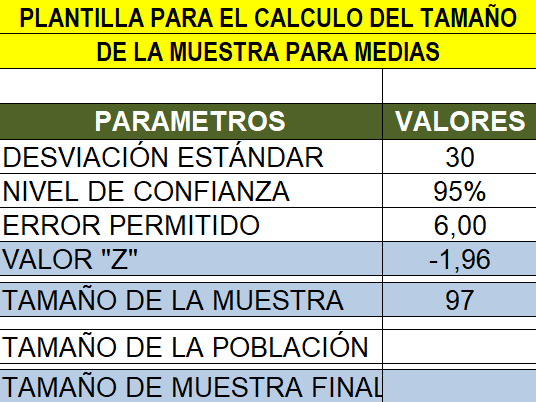 PLANTILLA PARA EL CALCULO DEL TAMAÑO
DE LA MUESTRA PARA MEDIAS
PARAMETROS VALORES
DESVIACIÓN ESTÁNDAR 30
NIVEL DE CONFIANZA 95%
ERROR PERMITIDO 6,00
VALOR "Z" -1,96
TAMAÑO DE LA MUESTRA 97
TAMAÑO DE LA POBLACIÓN
TAMAÑO DE MUESTRA FINAL